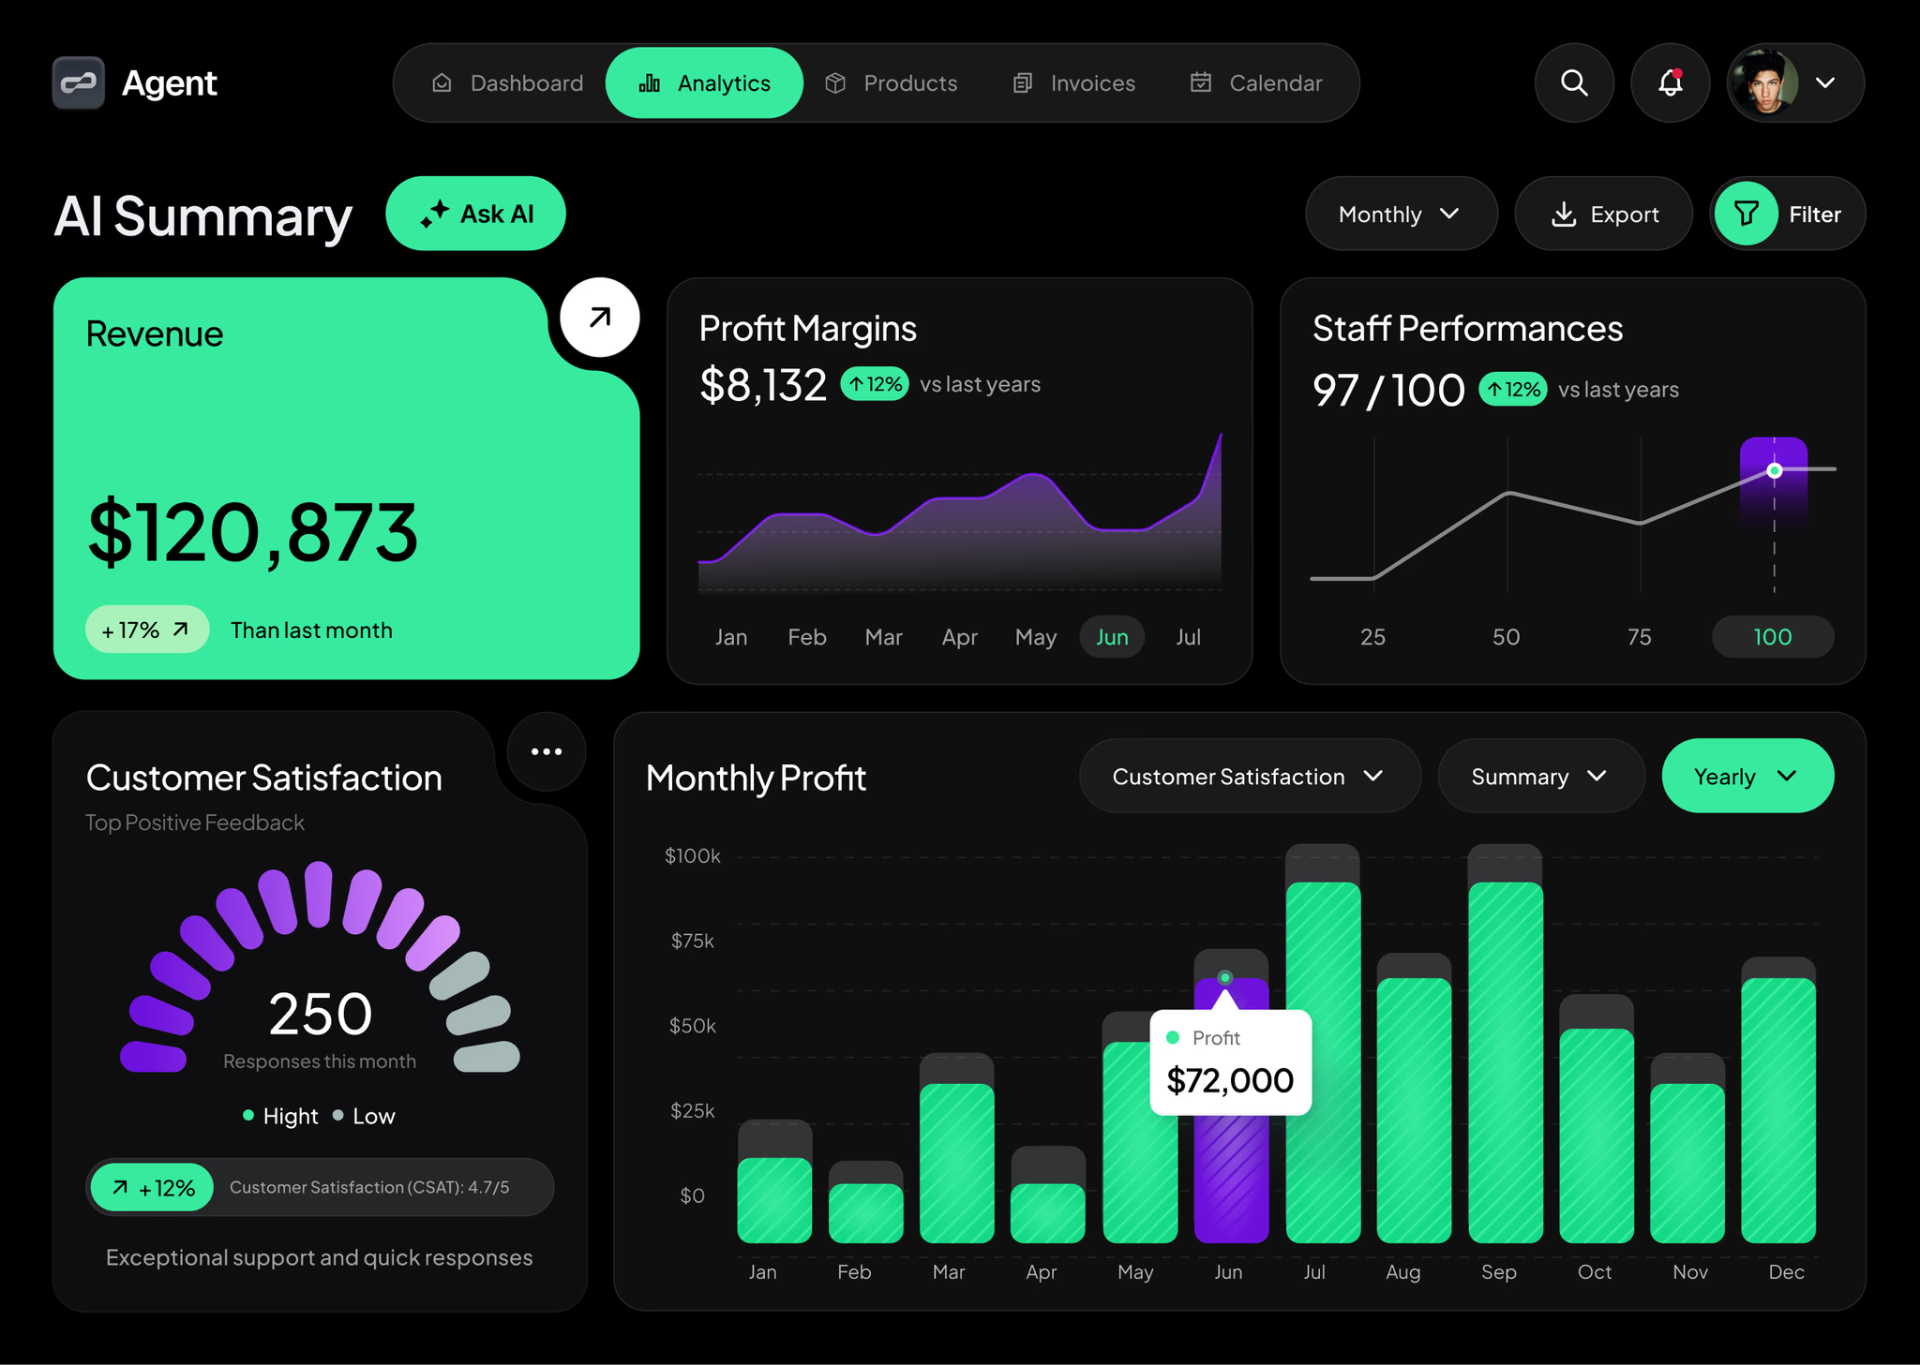 Agent
Dashboard
Analytics
Products
Invoices
Calendar
AI Summary
Ask AI
Monthly
Export
Filter
Revenue
$120,873
+ 17%
Than last month
Profit Margins
$8,132
12%
vs last years
Jan Feb Mar Apr May Jun Jul
Staff Performances
97 / 100
12%
vs last years
25 50 75 100
Customer Satisfaction
Top Positive Feedback
250
Responses this month
Hight
Low
+ 12%
Customer Satisfaction (CSAT): 4.7/5
Exceptional support and quick responses
Monthly Profit
Customer Satisfaction
Summary
Yearly
$100k
$75k
$50k
$25k
$0
Profit
$72,000
Jan Feb Mar Apr May Jun Jul Aug Sep Oct Nov Dec